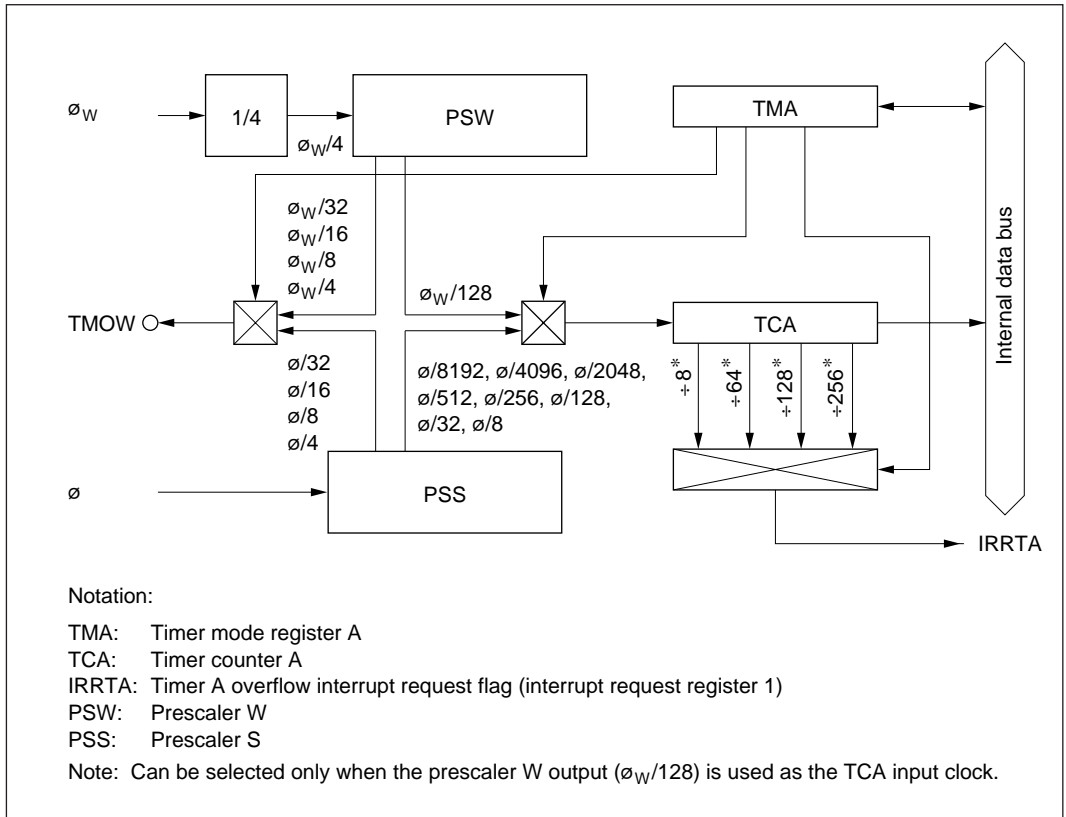 øW
1/4
øW/4
PSW
TMA
øW/32
øW/16
øW/8
øW/4
øW/128
TMOW
TCA
Internal data bus
ø/32
ø/16
ø/8
ø/4
ø/8192, ø/4096, ø/2048,
ø/512, ø/256, ø/128,
ø/32, ø/8
÷8*
÷64*
÷128*
÷256*
ø
PSS
IRRTA
Notation:
TMA: Timer mode register A
TCA: Timer counter A
IRRTA: Timer A overflow interrupt request flag (interrupt request register 1)
PSW: Prescaler W
PSS: Prescaler S
Note: Can be selected only when the prescaler W output (øW/128) is used as the TCA input clock.